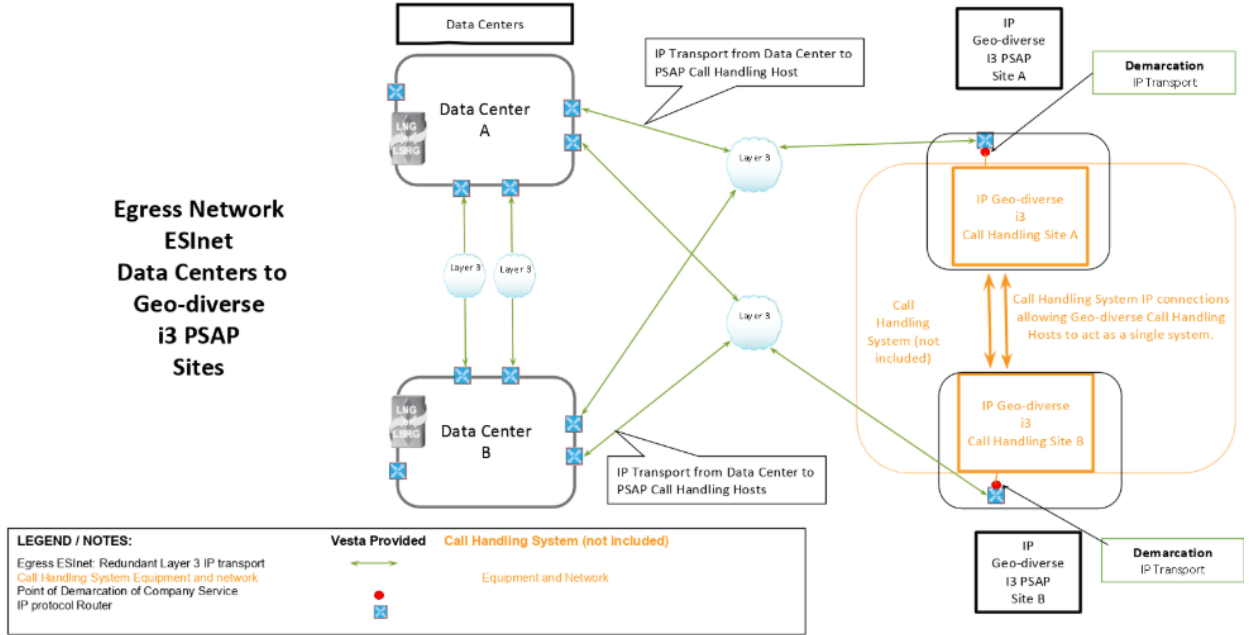 Data Centers
IP
Geo-diverse
I3 PSAP
Site A
IP Transport from Data Center to
PSAP Call Handling Host
Demarcation
IP Transport
Data Center
A
LNG
LSRG
Layer 3
Egress Network
ESInet
Data Centers to
Geo-diverse
i3 PSAP
Sites
IP Geo-diverse
i3
Call Handling Site A
Layer 3
Layer 3
Layer 3
Call
Handling
System (not
included)
Call Handling System IP connections
allowing Geo-diverse Call Handling
Hosts to act as a single system.
LNG
LSRG
Data Center
B
IP Geo-diverse
i3
Call Handling Site B
IP Transport from Data Center to
PSAP Call Handling Hosts
LEGEND / NOTES:
Vesta Provided
Call Handling System (not included)
Egress ESInet: Redundant Layer 3 IP transport
Call Handling System Equipment and network
Equipment and Network
Point of Demarcation of Company Service
IP protocol Router
IP
Geo-diverse
I3 PSAP
Site B
Demarcation
IP Transport